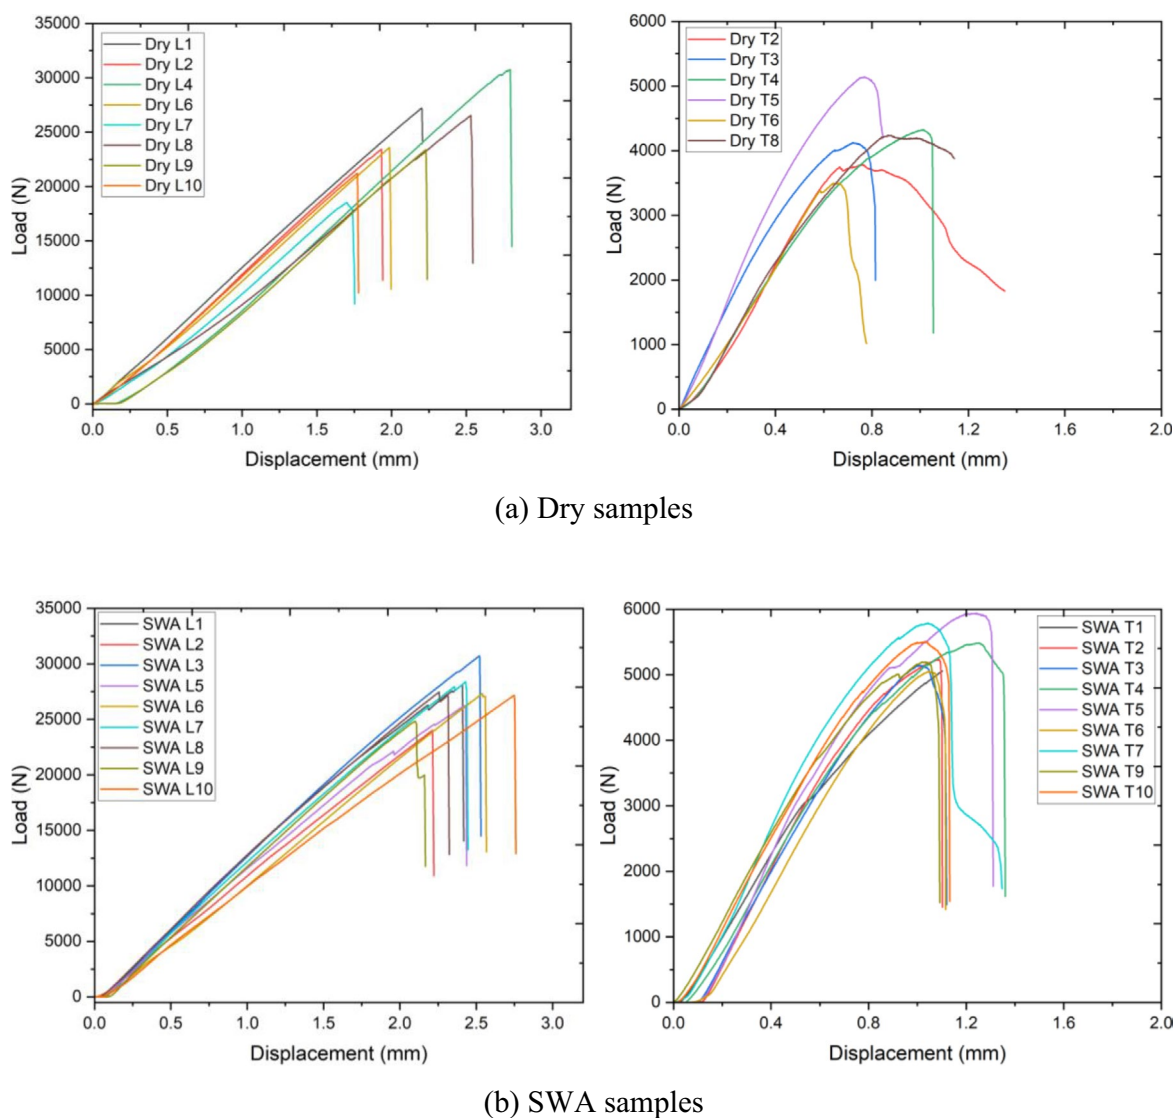 35000
30000
25000
20000
15000
10000
5000
0
Load (N)
Dry L1
Dry L2
Dry L4
Dry L6
Dry L7
Dry L8
Dry L9
Dry L10
0.0 0.5 1.0 1.5 2.0 2.5 3.0
Displacement (mm)
6000
5000
4000
3000
2000
1000
0
Load (N)
Dry T2
Dry T3
Dry T4
Dry T5
Dry T6
Dry T8
0.0 0.4 0.8 1.2 1.6 2.0
Displacement (mm)
(a) Dry samples
35000
30000
25000
20000
15000
10000
5000
0
Load (N)
SWA L1
SWA L2
SWA L3
SWA L5
SWA L6
SWA L7
SWA L8
SWA L9
SWA L10
0.0 0.5 1.0 1.5 2.0 2.5 3.0
Displacement (mm)
6000
5000
4000
3000
2000
1000
0
Load (N)
SWA T1
SWA T2
SWA T3
SWA T4
SWA T5
SWA T6
SWA T7
SWA T9
SWA T10
0.0 0.4 0.8 1.2 1.6 2.0
Displacement (mm)
(b) SWA samples